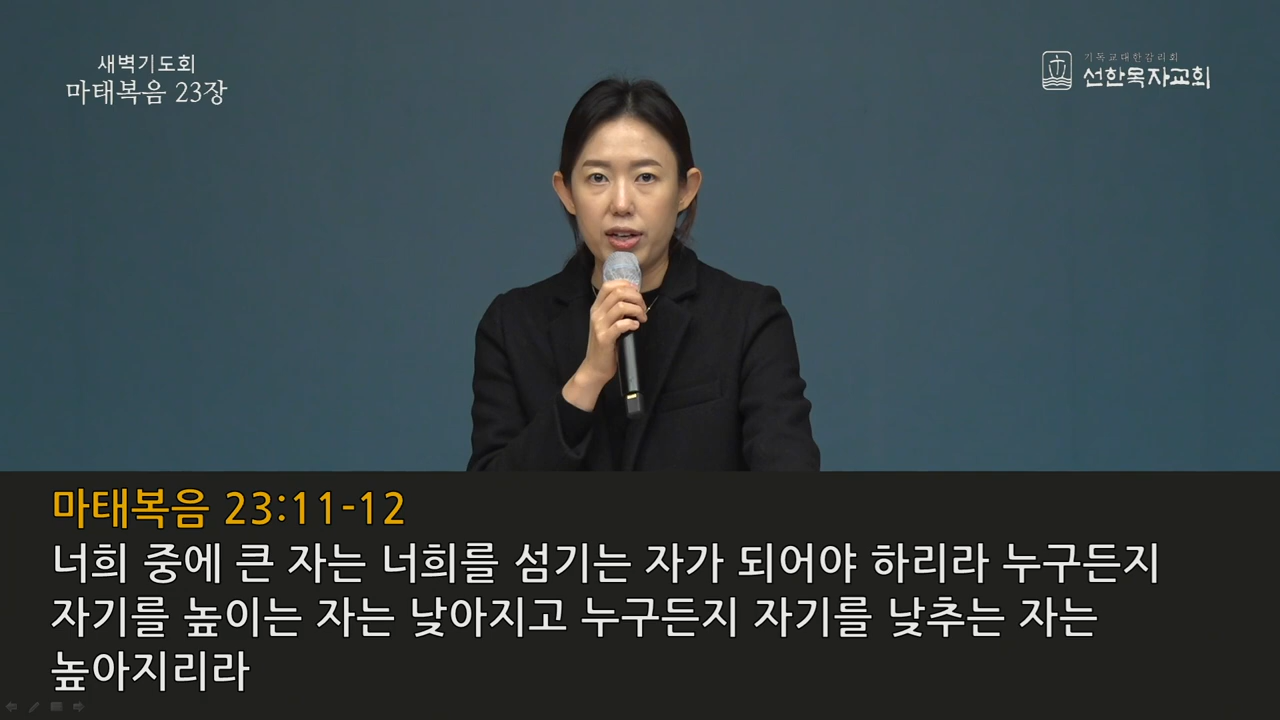 새벽기도회
마태복음 23장
기독교대한감리회
선한목자교회
마태복음 23:11-12
너희 중에 큰 자는 너희를 섬기는 자가 되어야 하리라 누구든지
자기를 높이는 자는 낮아지고 누구든지 자기를 낮추는 자는
높아지리라